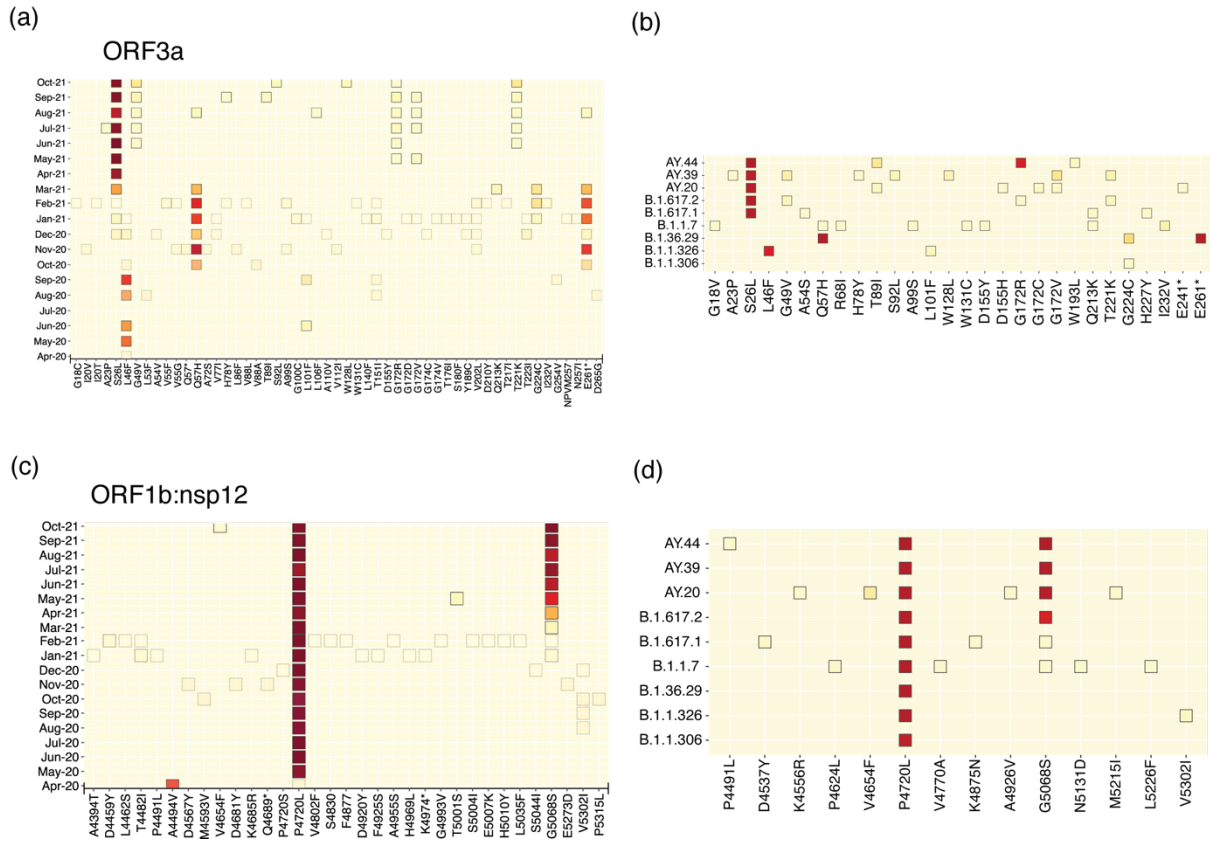 (a)
ORF3a
Oct-21
Sep-21
Aug-21
Jul-21
Jun-21
May-21
Apr-21
Mar-21
Feb-21
Jan-21
Dec-20
Nov-20
Oct-20
Sep-20
Aug-20
Jul-20
Jun-20
May-20
Apr-20
G18C
I20V
I20T
A23P
S26L
L46F
G49V
L53F
A54V
V55F
V55G
Q57*
Q57H
A72S
V77I
H78Y
L86F
V88L
V88A
T89I
S92L
A99S
G100C
L101F
L106F
A110V
V112I
W128L
W131C
L140F
T151I
D155Y
G172R
G172D
G172V
G174C
G174V
T176I
S180F
Y189C
V202L
D210Y
Q213K
T217I
T221K
T223I
G224C
I232V
G254V
NPVM257
N257I
E261*
D265G
(b)
AY.44
AY.39
AY.20
B.1.617.2
B.1.617.1
B.1.1.7
B.1.36.29
B.1.1.326
B.1.1.306
G18V
A23P
S26L
L46F
G49V
A54S
Q57H
R68I
H78Y
T89I
S92L
A99S
L101F
W128L
W131C
D155Y
D155H
G172R
G172C
G172V
W193L
Q213K
T221K
G224C
H227Y
I232V
E241*
E261*
(c)
ORF1b:nsp12
Oct-21
Sep-21
Aug-21
Jul-21
Jun-21
May-21
Apr-21
Mar-21
Feb-21
Jan-21
Dec-20
Nov-20
Oct-20
Sep-20
Aug-20
Jul-20
Jun-20
May-20
Apr-20
A4394T
D4459Y
L4462S
T4482I
P4491L
A4494V
D4567Y
M4593V
V4654F
D4681Y
K4685R
Q4689*
P4720S
P4720L
V4802F
S4830
F4877
D4920Y
F4925S
A4955S
H4969L
K4974*
G4993V
T5001S
S5004I
E5007K
H5010Y
L5035F
S5044I
G5068S
E5273D
V5302I
P5315L
(d)
AY.44
AY.39
AY.20
B.1.617.2
B.1.617.1
B.1.1.7
B.1.36.29
B.1.1.326
B.1.1.306
P4491L
D4537Y
K4556R
P4624L
V4654F
P4720L
V4770A
K4875N
A4926V
G5068S
N5131D
M5215I
L5226F
V5302I